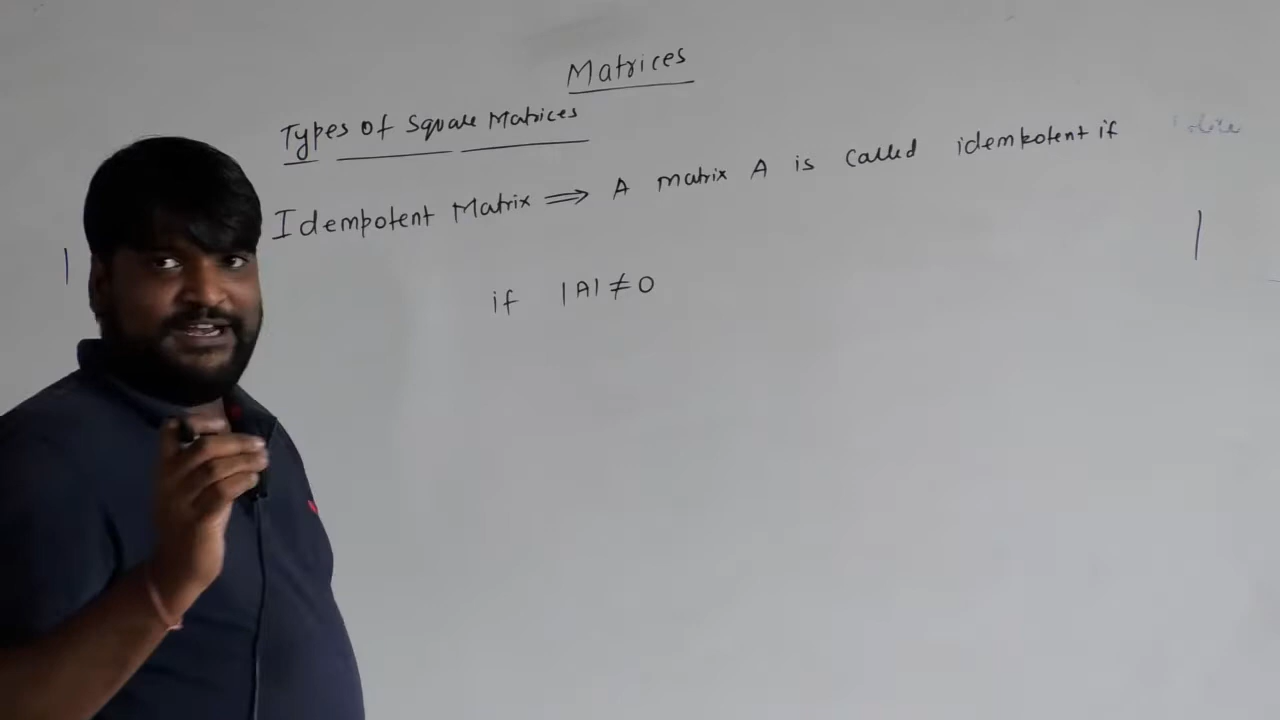 Matrices
Types of Square Matrices
Idempotent Matrix ⟹ A matrix A is called idempotent if
if |A| ≠ 0